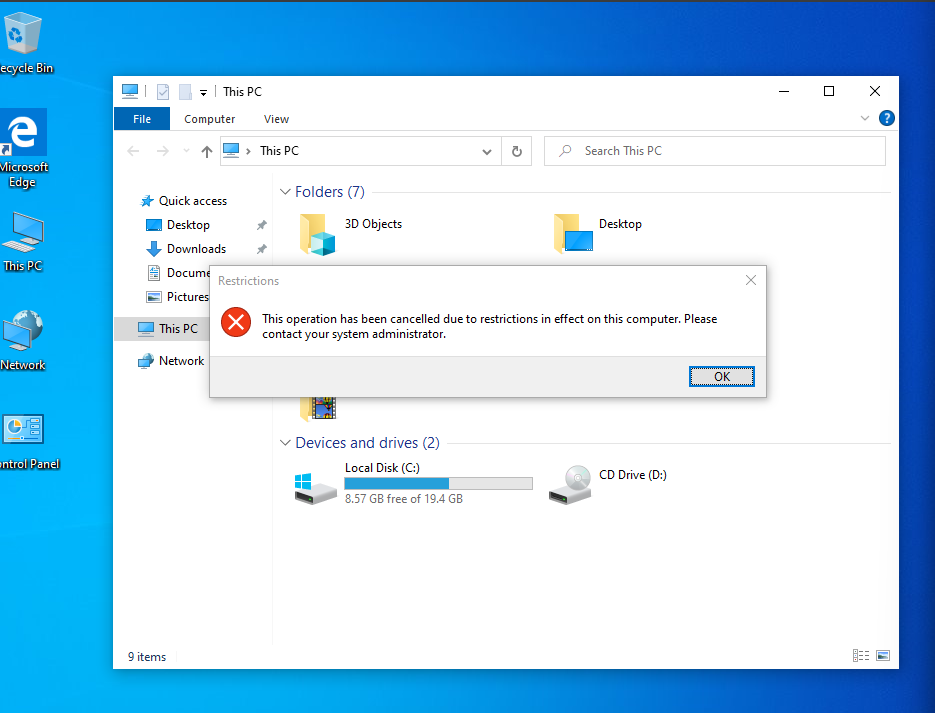 ecycle Bin
Microsoft
Edge
This PC
Network
ontrol Panel
This PC
File
Computer
View
?
This PC
Search This PC
Quick access
Desktop
Downloads
Docume
Pictures
This PC
Network
Folders (7)
3D Objects
Desktop
Restrictions
This operation has been cancelled due to restrictions in effect on this computer. Please
contact your system administrator.
OK
Devices and drives (2)
Local Disk (C:)
8.57 GB free of 19.4 GB
CD Drive (D:)
9 items